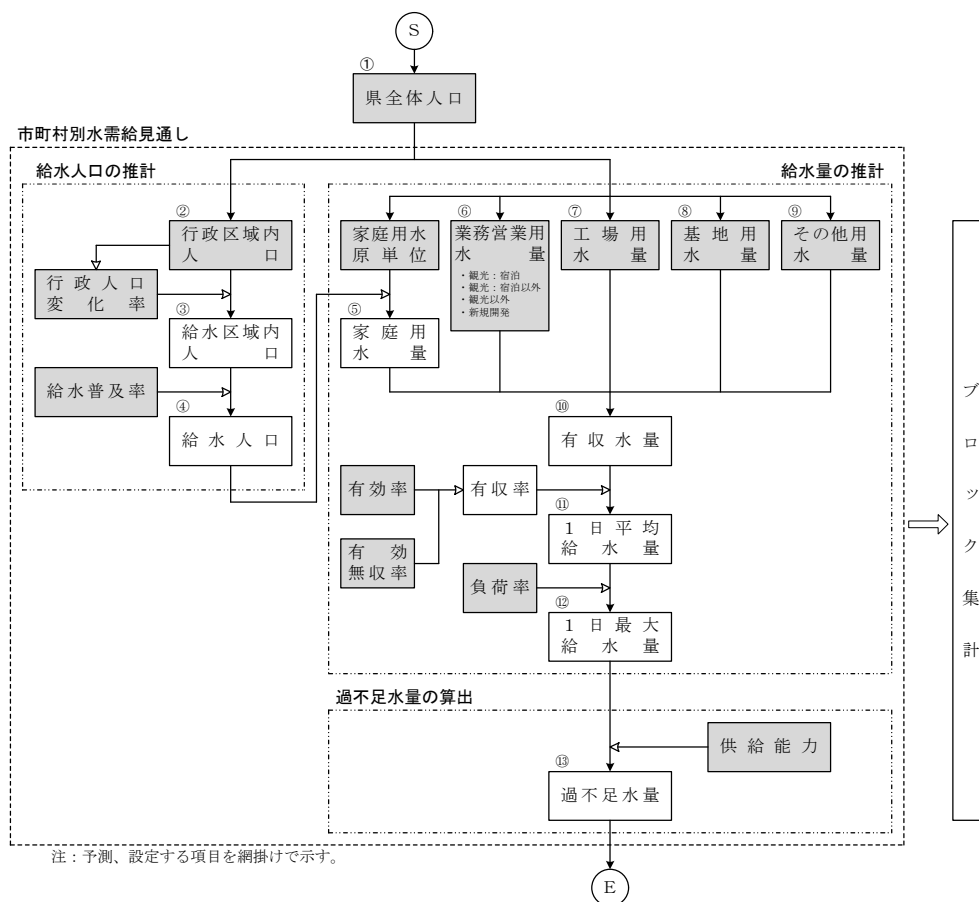 S
①
県全体人口
市町村別水需給見通し
給水人口の推計
②
行政区域内
人口
行政人口
変化率
③
給水区域内
人口
給水普及率
④
給水人口
給水量の推計
家庭用水
原単位
⑤
家庭用
水量
⑥
業務営業用
水量
・観光：宿泊
・観光：宿泊以外
・観光以外
・新規開発
⑦
工場用
水量
⑧
基地用
水量
⑨
その他用
水量
⑩
有収水量
有効率
有収率
有効
無収率
⑪
1日平均
給水量
負荷率
⑫
1日最大
給水量
過不足水量の算出
供給能力
⑬
過不足水量
ブロック集計
注：予測、設定する項目を網掛けで示す。
E